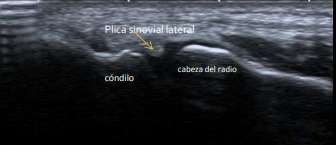 Plica sinovial lateral
cabeza del radio
cóndilo